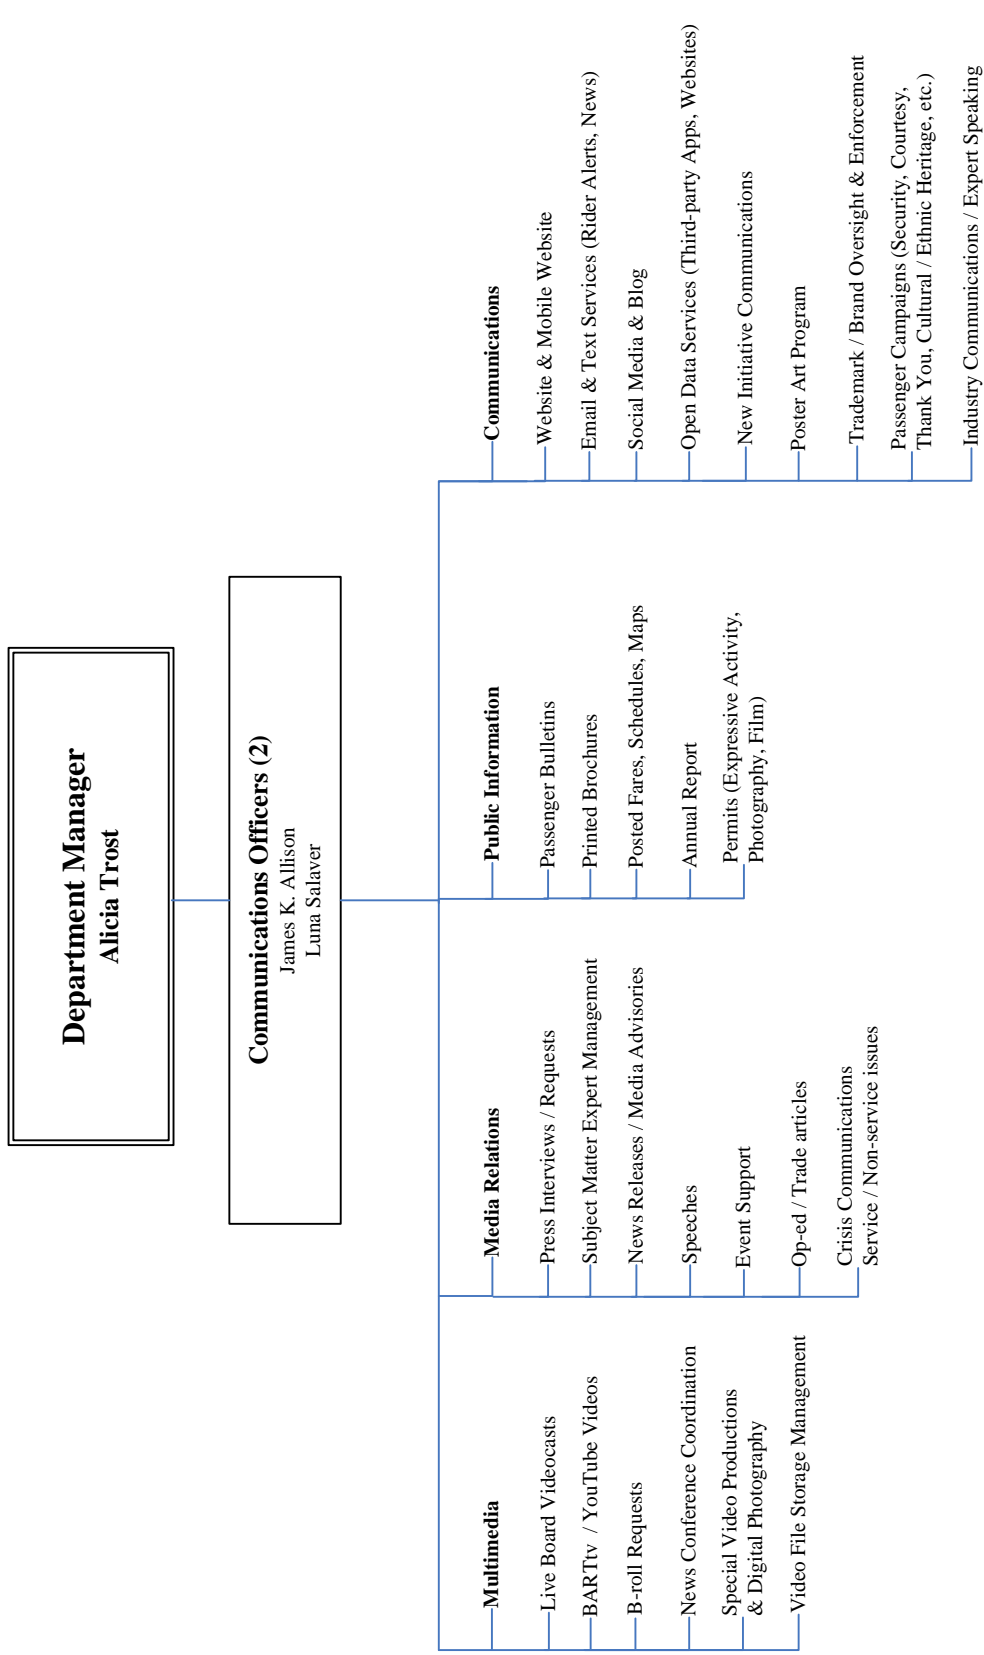 Department Manager
Alicia Trost
Communications Officers (2)
James K. Allison
Luna Salaver
Multimedia
Live Board Videocasts
BARTtv / YouTube Videos
B-roll Requests
News Conference Coordination
Special Video Productions
& Digital Photography
Video File Storage Management
Media Relations
Press Interviews / Requests
Subject Matter Expert Management
News Releases / Media Advisories
Speeches
Event Support
Op-ed / Trade articles
Crisis Communications
Service / Non-service issues
Public Information
Passenger Bulletins
Printed Brochures
Posted Fares, Schedules, Maps
Annual Report
Permits (Expressive Activity,
Photography, Film)
Communications
Website & Mobile Website
Email & Text Services (Rider Alerts, News)
Social Media & Blog
Open Data Services (Third-party Apps, Websites)
New Initiative Communications
Poster Art Program
Trademark / Brand Oversight & Enforcement
Passenger Campaigns (Security, Courtesy,
Thank You, Cultural / Ethnic Heritage, etc.)
Industry Communications / Expert Speaking